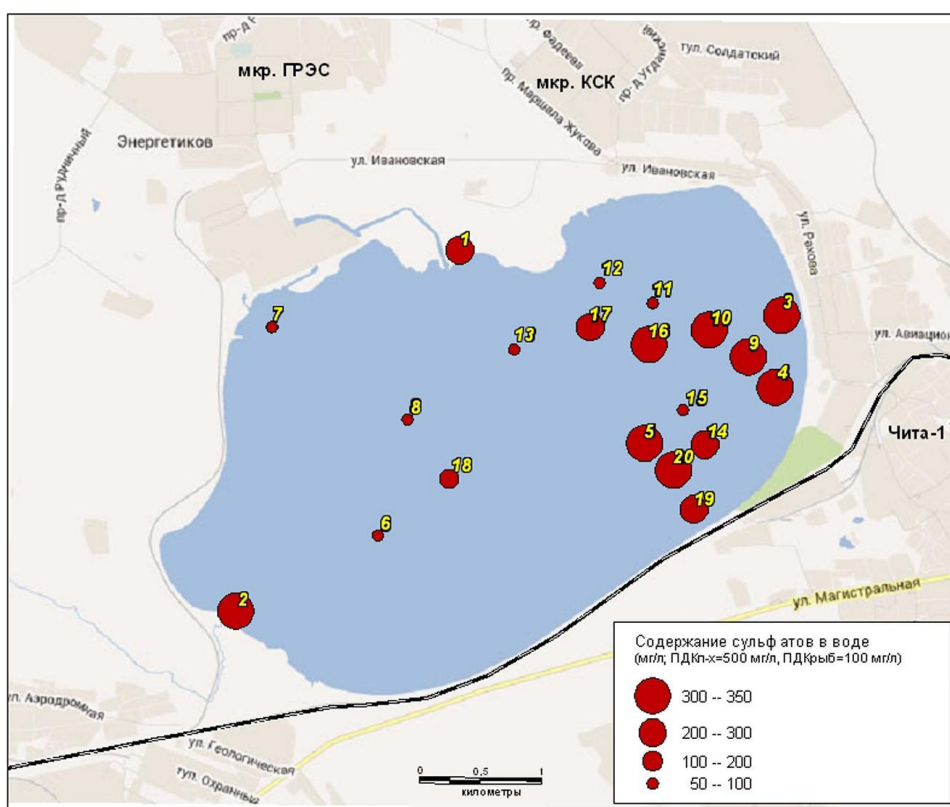 пр. Фадеева
тул. Солдатский
мкр. ГРЭС
мкр. КСК
пр-д Угдан
пр. Маршала Жукова
Энергетиков
ул. Ивановская
ул. Ивановская
пр-д Рудничный
ул. Рахова
1
12
11
3
7
17
10
16
13
9
4
ул. Авиацион
15
8
5
14
Чита-1
18
20
19
6
2
ул. Магистральная
ул. Аэродромная
ул. Геологическая
тул. Охранный
Содержание сульфатов в воде
(мг/л; ПДКп-х=500 мг/л, ПДКрыб=100 мг/л)
300 -- 350
200 -- 300
100 -- 200
50 -- 100
0 0,5 1
километры